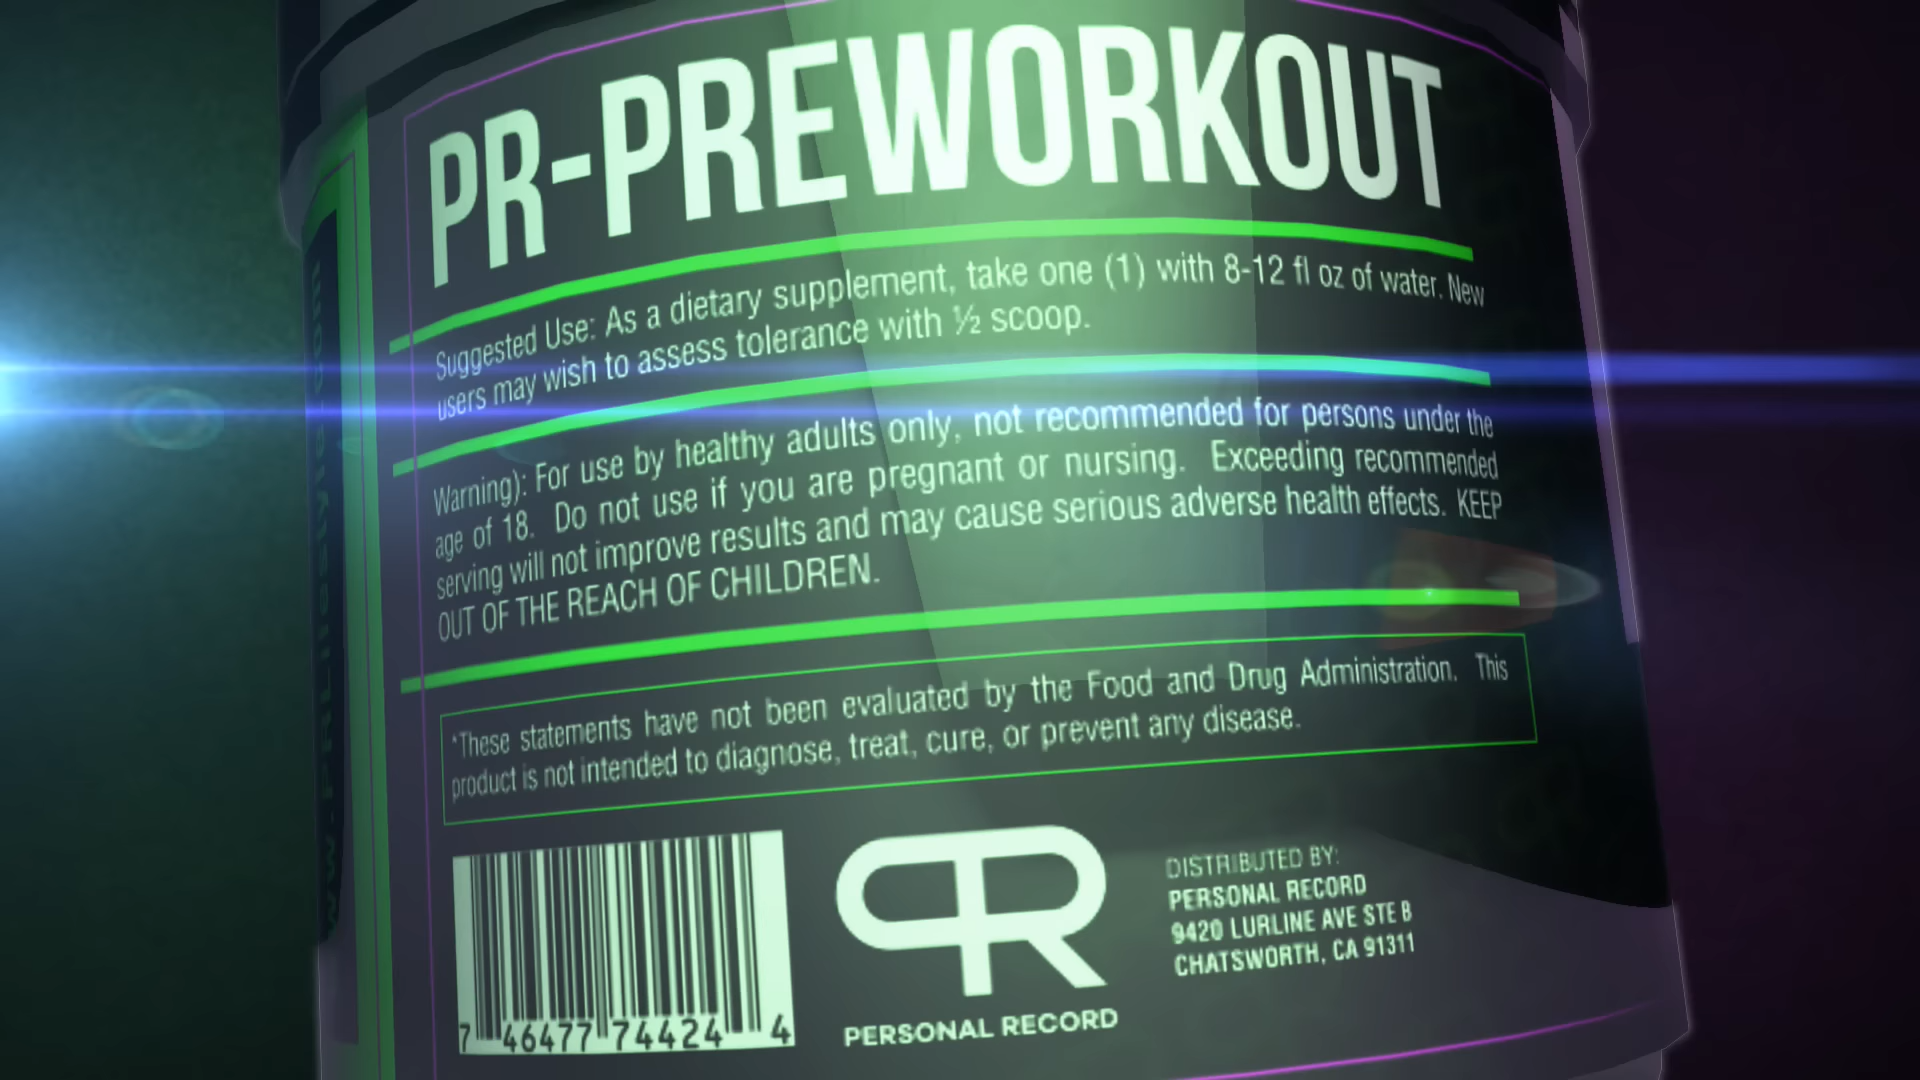 PR-PREWORKOUT
Suggested Use: As a dietary supplement, take one (1) with 8-12 fl oz of water. New
users may wish to assess tolerance with ½ scoop.
Warning): For use by healthy adults only, not recommended for persons under the
age of 18. Do not use if you are pregnant or nursing. Exceeding recommended
serving will not improve results and may cause serious adverse health effects. KEEP
OUT OF THE REACH OF CHILDREN.
*These statements have not been evaluated by the Food and Drug Administration. This
product is not intended to diagnose, treat, cure, or prevent any disease.
7 46477 74424 4
PR
PERSONAL RECORD
DISTRIBUTED BY:
PERSONAL RECORD
9420 LURLINE AVE STE B
CHATSWORTH, CA 91311